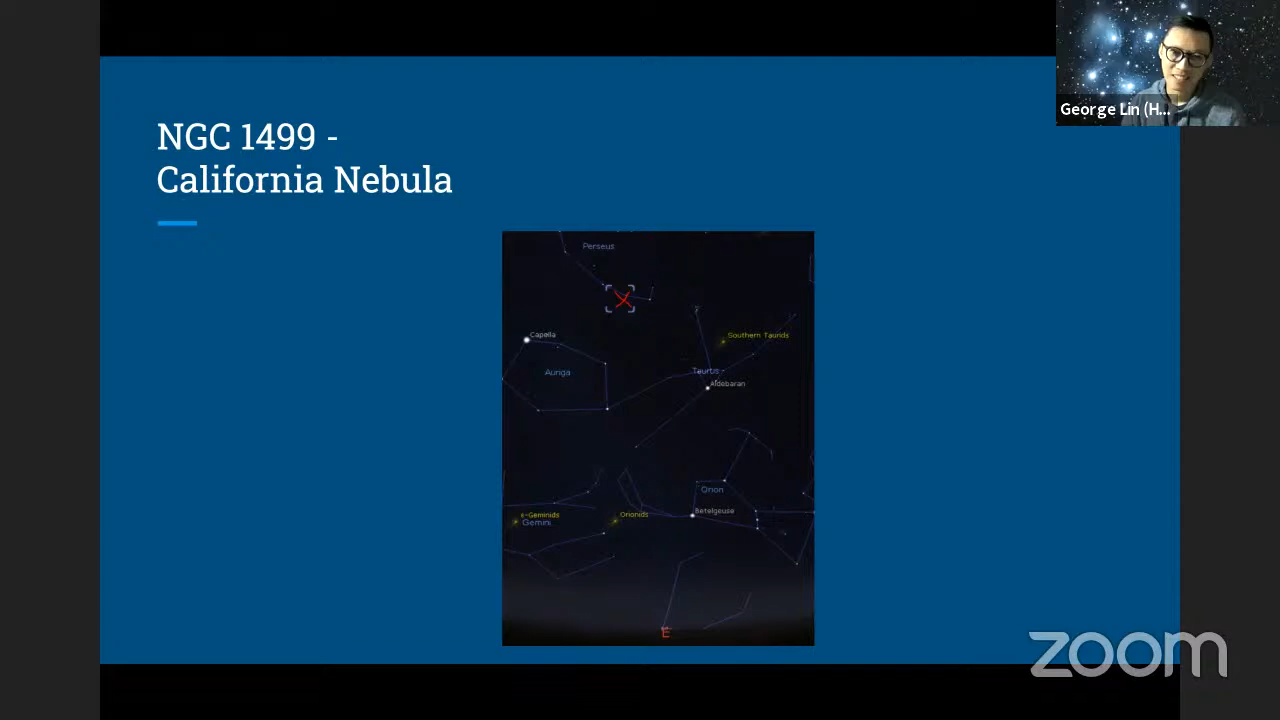 George Lin (H...
NGC 1499 -
California Nebula
Perseus
Capella
Southern Taurids
Auriga
Taurus
Aldebaran
Orion
Betelgeuse
ε-Geminids
Orionids
Gemini
E
zoom